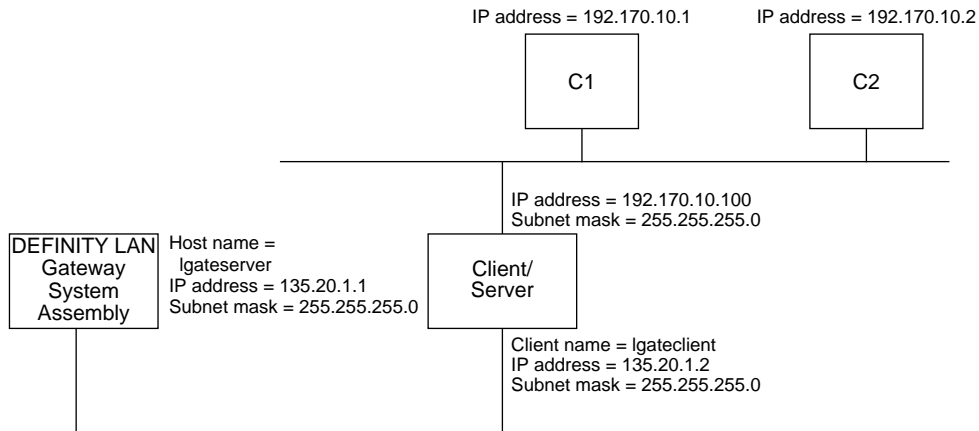 IP address = 192.170.10.1
IP address = 192.170.10.2
C1
C2
IP address = 192.170.10.100
Subnet mask = 255.255.255.0
DEFINITY LAN
Gateway
System
Assembly
Host name =
lgateserver
IP address = 135.20.1.1
Subnet mask = 255.255.255.0
Client/
Server
Client name = lgateclient
IP address = 135.20.1.2
Subnet mask = 255.255.255.0